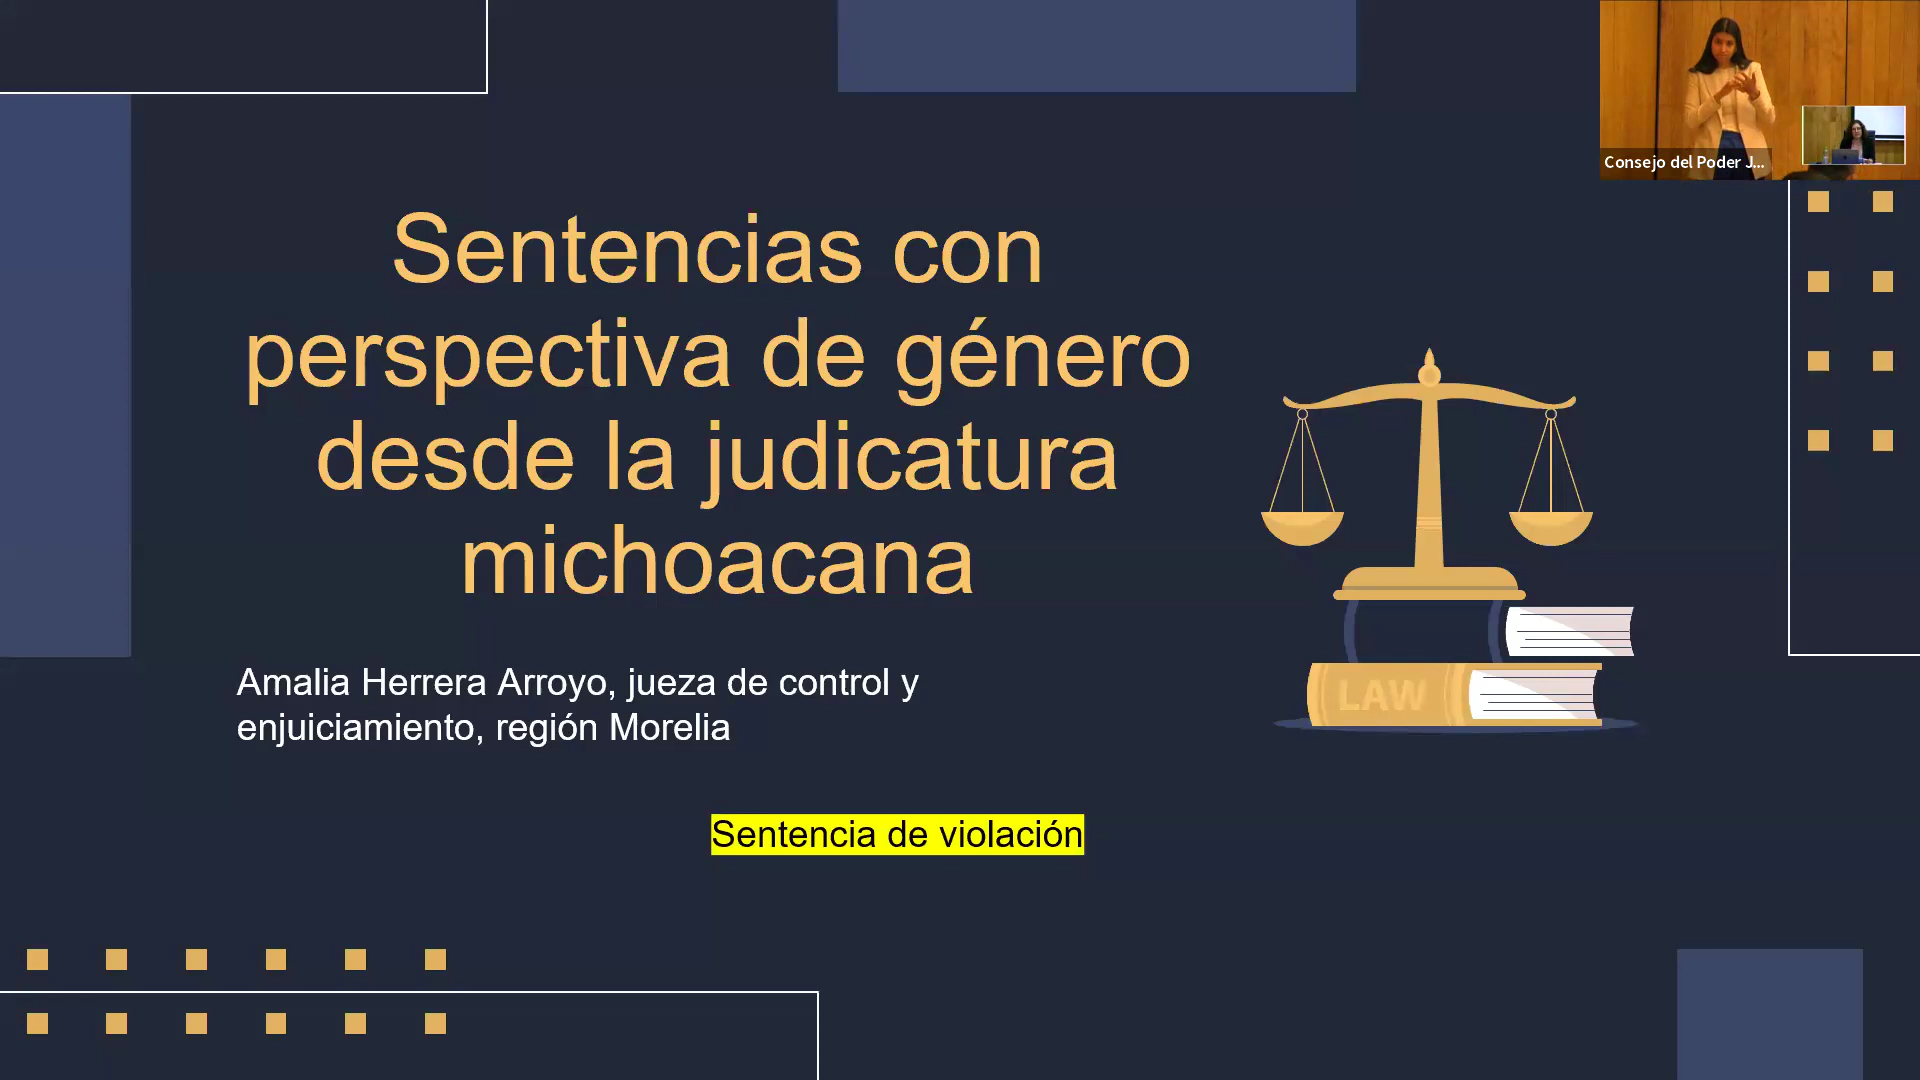 Consejo del Poder J...
Sentencias con
perspectiva de género
desde la judicatura
michoacana
LAW
Amalia Herrera Arroyo, jueza de control y
enjuiciamiento, región Morelia
Sentencia de violación